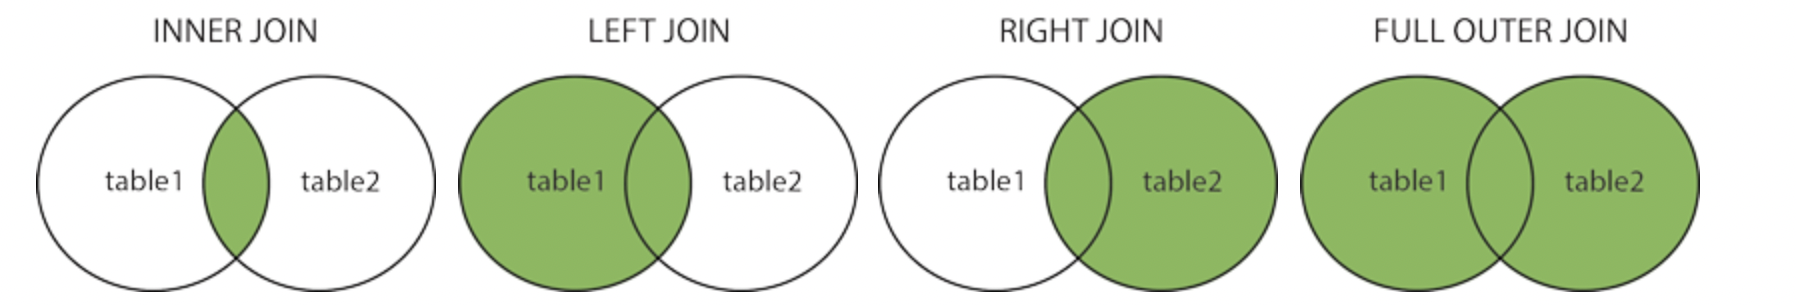 INNER JOIN
LEFT JOIN
RIGHT JOIN
FULL OUTER JOIN
table1
table2
table1
table2
table1
table2
table1
table2